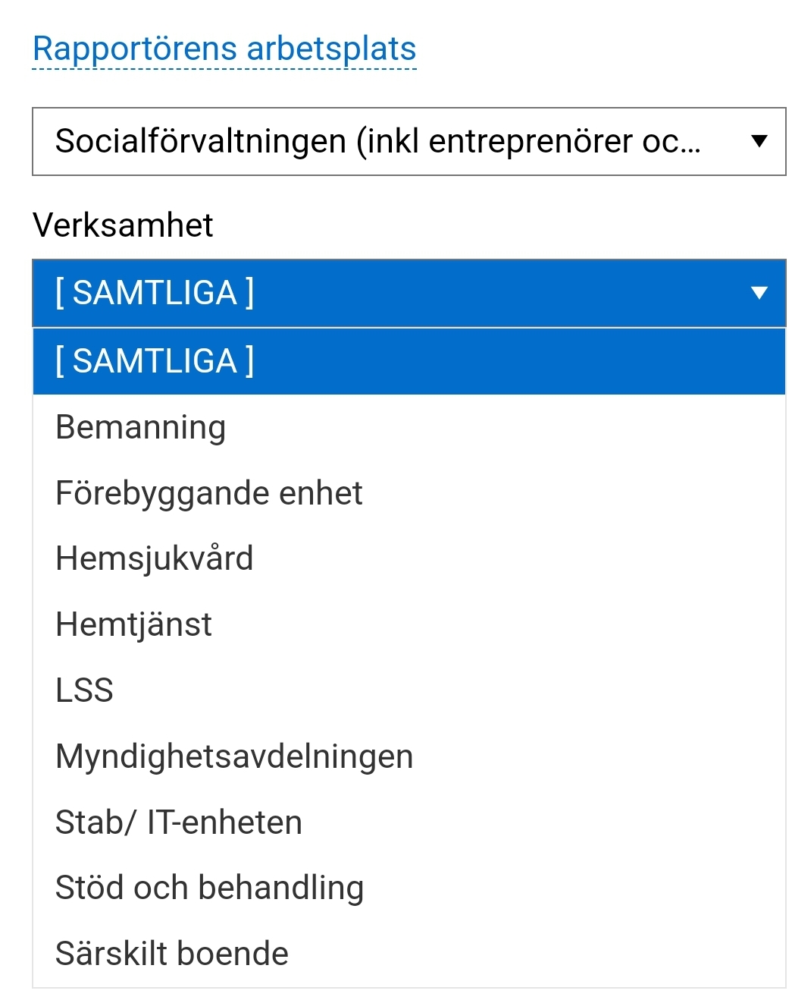 Rapportörens arbetsplats
Socialförvaltningen (inkl entreprenörer oc...
Verksamhet
[ SAMTLIGA ]
[ SAMTLIGA ]
Bemanning
Förebyggande enhet
Hemsjukvård
Hemtjänst
LSS
Myndighetsavdelningen
Stab/ IT-enheten
Stöd och behandling
Särskilt boende